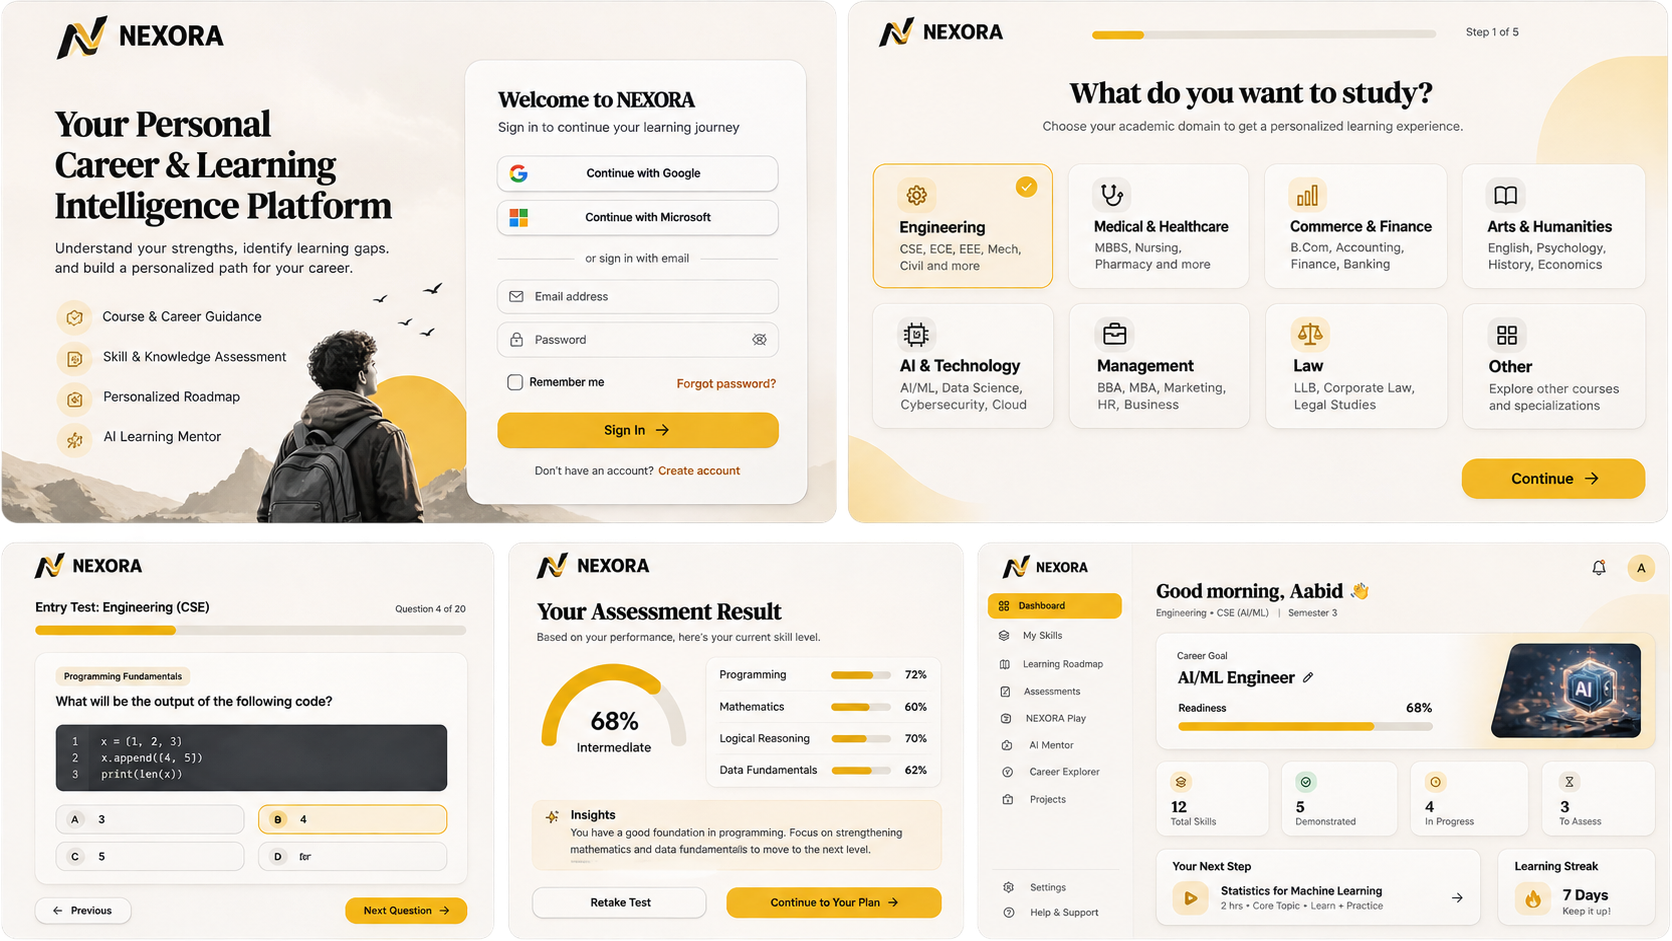 NEXORA
Your Personal
Career & Learning
Intelligence Platform
Understand your strengths, identify learning gaps.
and build a personalized path for your career.
Course & Career Guidance
Skill & Knowledge Assessment
Personalized Roadmap
AI Learning Mentor
Welcome to NEXORA
Sign in to continue your learning journey
Continue with Google
Continue with Microsoft
or sign in with email
Email address
Password
Remember me
Forgot password?
Sign In →
Don't have an account? Create account
NEXORA
Step 1 of 5
What do you want to study?
Choose your academic domain to get a personalized learning experience.
Engineering
CSE, ECE, EEE, Mech,
Civil and more
Medical & Healthcare
MBBS, Nursing,
Pharmacy and more
Commerce & Finance
B.Com, Accounting,
Finance, Banking
Arts & Humanities
English, Psychology,
History, Economics
AI & Technology
AI/ML, Data Science,
Cybersecurity, Cloud
Management
BBA, MBA, Marketing,
HR, Business
Law
LLB, Corporate Law,
Legal Studies
Other
Explore other courses
and specializations
Continue →
NEXORA
Entry Test: Engineering (CSE)
Question 4 of 20
Programming Fundamentals
What will be the output of the following code?
1 x = [1, 2, 3)
2 x.append([4, 5])
3 print(len(x))
A 3
B 4
C 5
D
← Previous
Next Question →
NEXORA
Your Assessment Result
Based on your performance, here's your current skill level.
68%
Intermediate
Programming 72%
Mathematics 60%
Logical Reasoning 70%
Data Fundamentals 62%
Insights
You have a good foundation in programming. Focus on strengthening
mathematics and data fundamentals to move to the next level.
Retake Test
Continue to Your Plan →
NEXORA
Dashboard
My Skills
Learning Roadmap
Assessments
NEXORA Play
AI Mentor
Career Explorer
Projects
Settings
Help & Support
A
Good morning, Aabid 👋
Engineering • CSE (AI/ML) | Semester 3
Career Goal
AI/ML Engineer
Readiness
68%
AI
12
Total Skills
5
Demonstrated
4
In Progress
3
To Assess
Your Next Step
Statistics for Machine Learning
2 hrs • Core Topic • Learn + Practice
Learning Streak
7 Days
Keep it up!